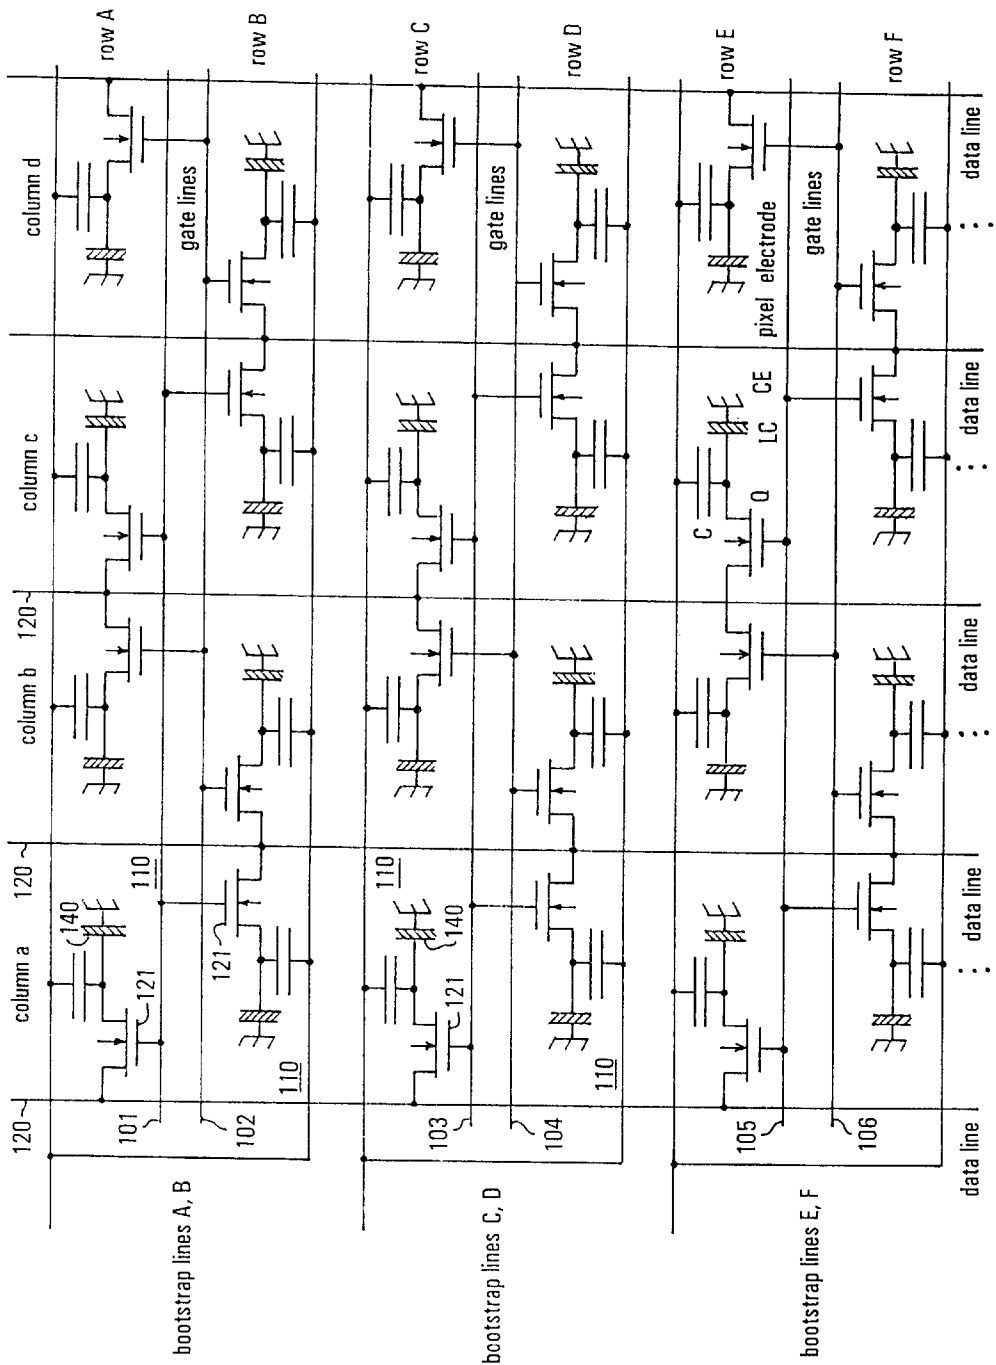 column a
column b
column c
column d
row A
row B
row C
row D
row E
row F
120
120
120
140
121
110
101
102
121
110
gate lines
bootstrap lines A, B
140
121
110
103
104
110
gate lines
bootstrap lines C, D
C
Q
LC
CE
pixel electrode
105
106
gate lines
bootstrap lines E, F
data line
data line
data line
data line
data line